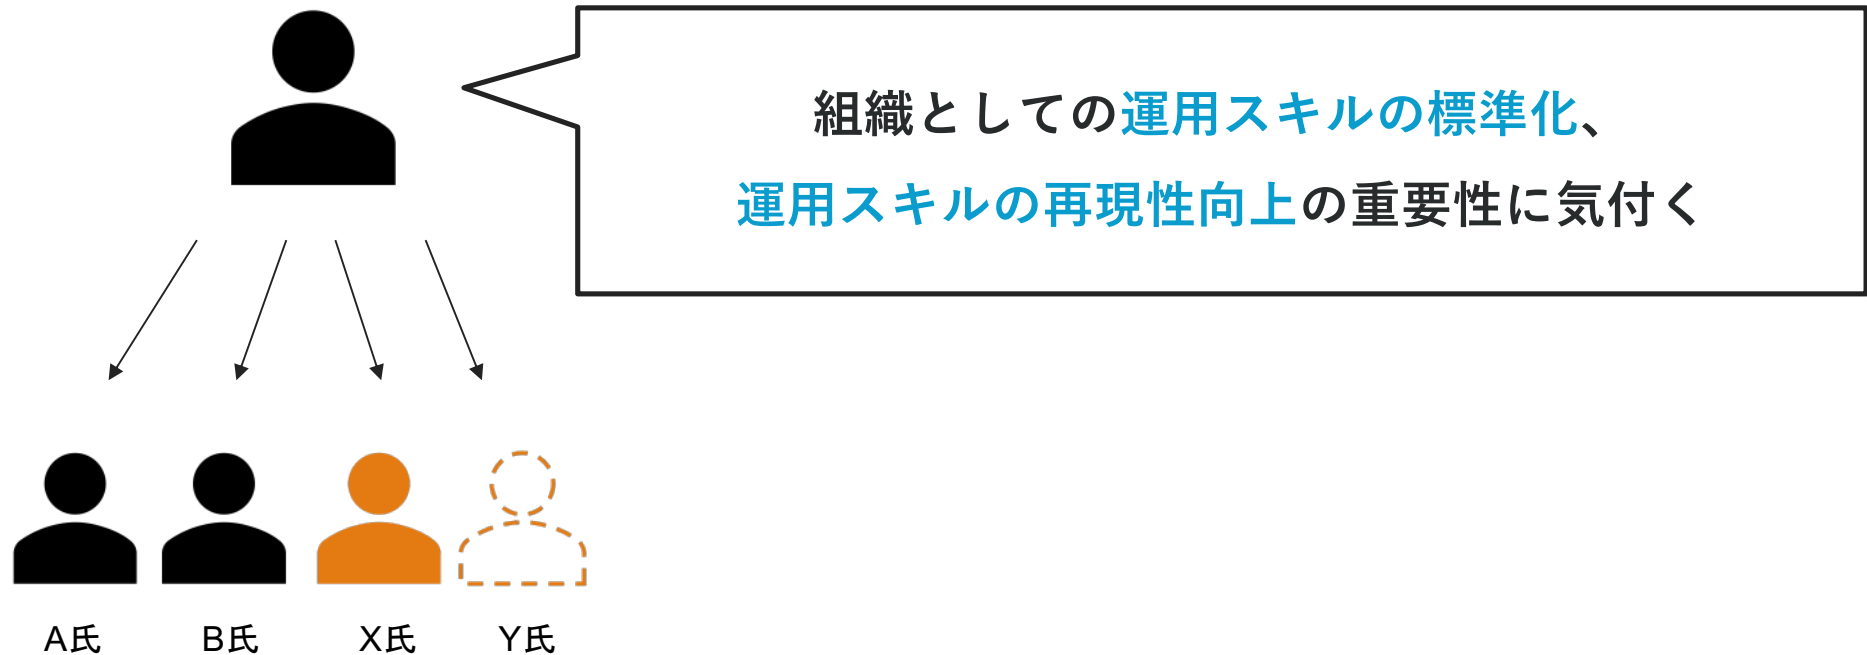 組織としての運用スキルの標準化、
運用スキルの再現性向上の重要性に気付く
A氏
B氏
X氏
Y氏